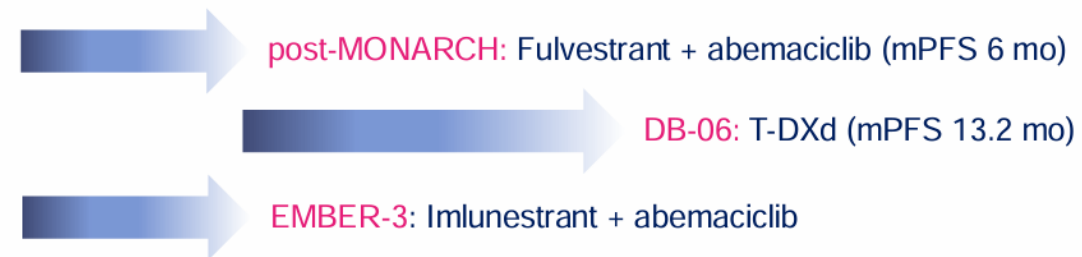 post-MONARCH: Fulvestrant + abemaciclib (mPFS 6 mo)
DB-06: T-DXd (mPFS 13.2 mo)
EMBER-3: Imlunestrant + abemaciclib